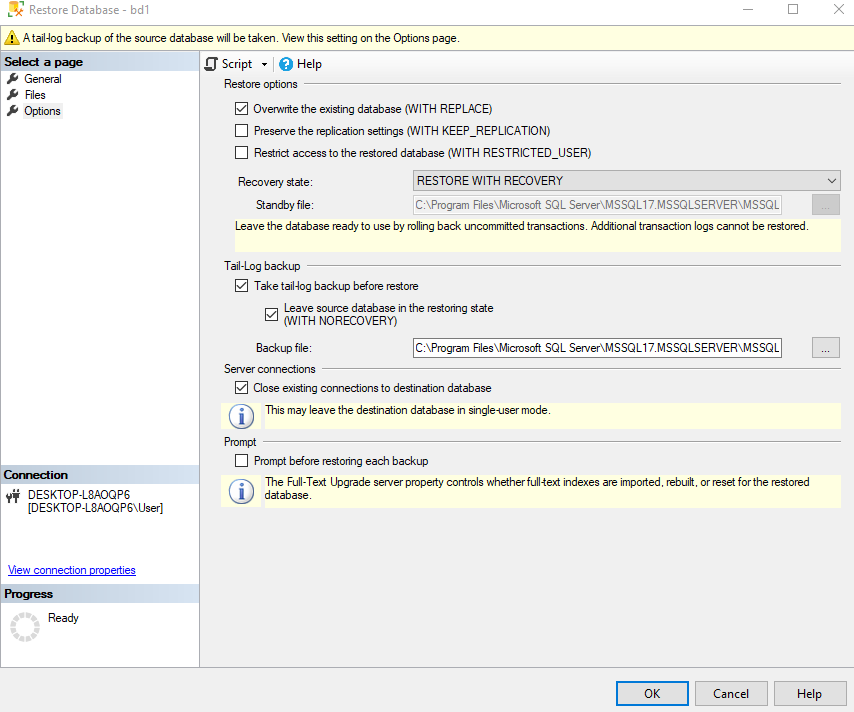 Restore Database - bd1
A tail-log backup of the source database will be taken. View this setting on the Options page.
Select a page
General
Files
Options
Script
Help
Restore options
Overwrite the existing database (WITH REPLACE)
Preserve the replication settings (WITH KEEP_REPLICATION)
Restrict access to the restored database (WITH RESTRICTED_USER)
Recovery state:
RESTORE WITH RECOVERY
Standby file:
C:\Program Files\Microsoft SQL Server\MSSQL17.MSSQLSERVER\MSSQL
...
Leave the database ready to use by rolling back uncommitted transactions. Additional transaction logs cannot be restored.
Tail-Log backup
Take tail-log backup before restore
Leave source database in the restoring state
(WITH NORECOVERY)
Backup file:
C:\Program Files\Microsoft SQL Server\MSSQL17.MSSQLSERVER\MSSQL
...
Server connections
Close existing connections to destination database
This may leave the destination database in single-user mode.
Prompt
Prompt before restoring each backup
The Full-Text Upgrade server property controls whether full-text indexes are imported, rebuilt, or reset for the restored
database.
Connection
DESKTOP-L8AOQP6
[DESKTOP-L8AOQP6\User]
View connection properties
Progress
Ready
OK
Cancel
Help